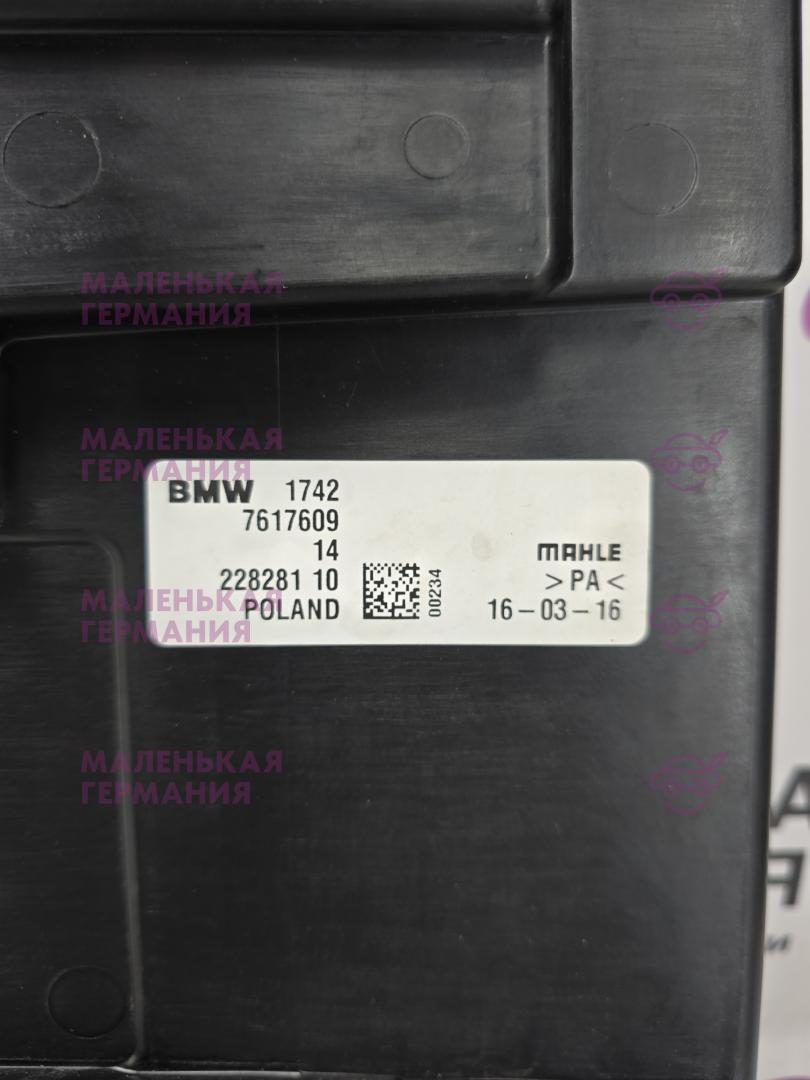 МАЛЕНЬКАЯ
ГЕРМАНИЯ
МАЛЕНЬКАЯ
ГЕРМАНИЯ
BMW 1742
7617609
14
228281 10
POLAND
00234
MAHLE
>PA<
16-03-16
МАЛЕНЬКАЯ
ГЕРМАНИЯ
МАЛЕНЬКАЯ
ГЕРМАНИЯ